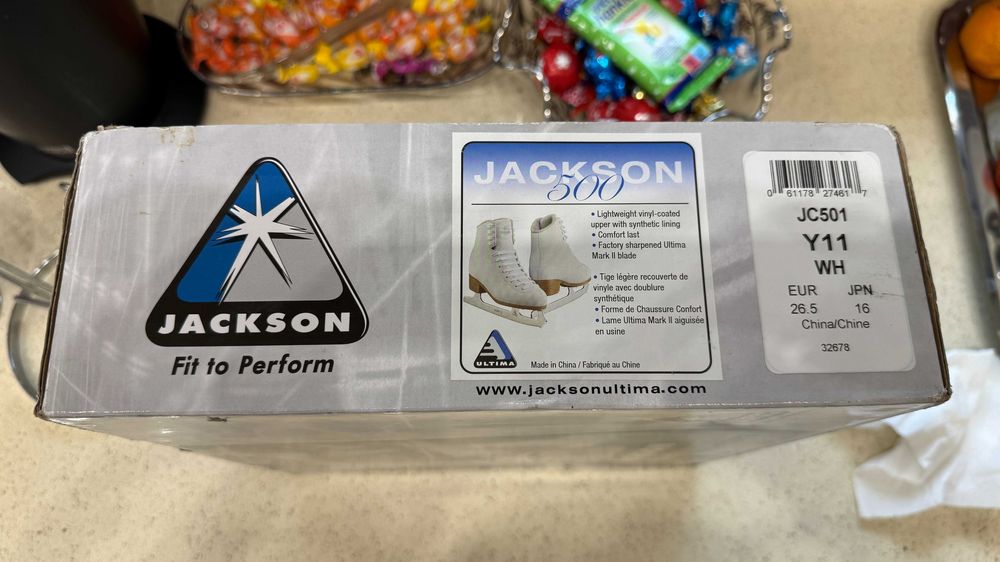 JACKSON
Fit to Perform
JACKSON
500
• Lightweight vinyl-coated
upper with synthetic lining
• Comfort last
• Factory sharpened Ultima
Mark II blade
• Tige légère recouverte de
vinyle avec doublure
synthétique
• Forme de Chaussure Confort
• Lame Ultima Mark II aiguisée
en usine
ULTIMA
Made in China / Fabriqué au Chine
www.jacksonultima.com
0 61178 27461 7
JC501
Y11
WH
EUR JPN
26.5 16
China/Chine
32678